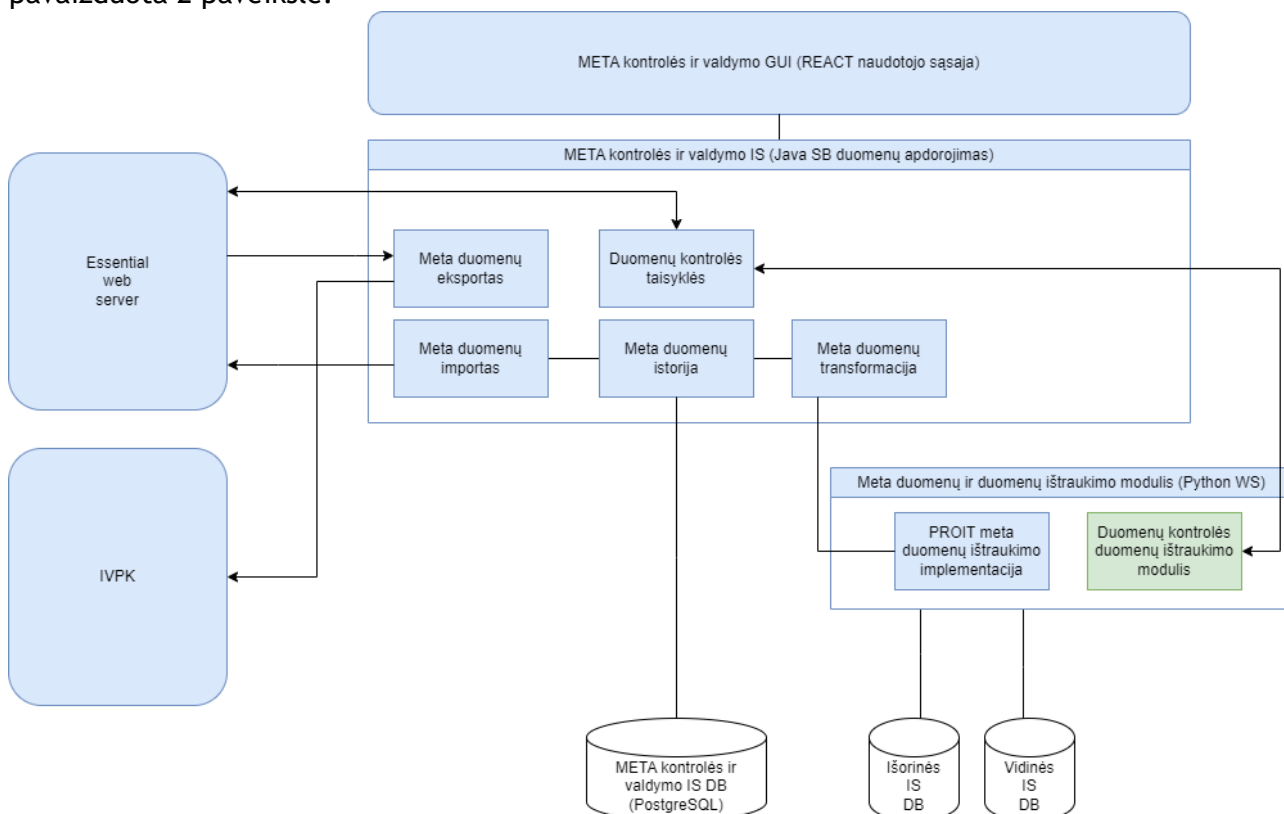 pavaizduota 2 paveiksle.
META kontrolės ir valdymo GUI (REACT naudotojo sąsaja)
META kontrolės ir valdymo IS (Java SB duomenų apdorojimas)
Essential
web
server
Meta duomenų
eksportas
Duomenų kontrolės
taisyklės
Meta duomenų
importas
Meta duomenų
istorija
Meta duomenų
transformacija
IVPK
Meta duomenų ir duomenų ištraukimo modulis (Python WS)
PROIT meta
duomenų ištraukimo
implementacija
Duomenų kontrolės
duomenų ištraukimo
modulis
META kontrolės ir
valdymo IS DB
(PostgreSQL)
Išorinės
IS
DB
Vidinės
IS
DB